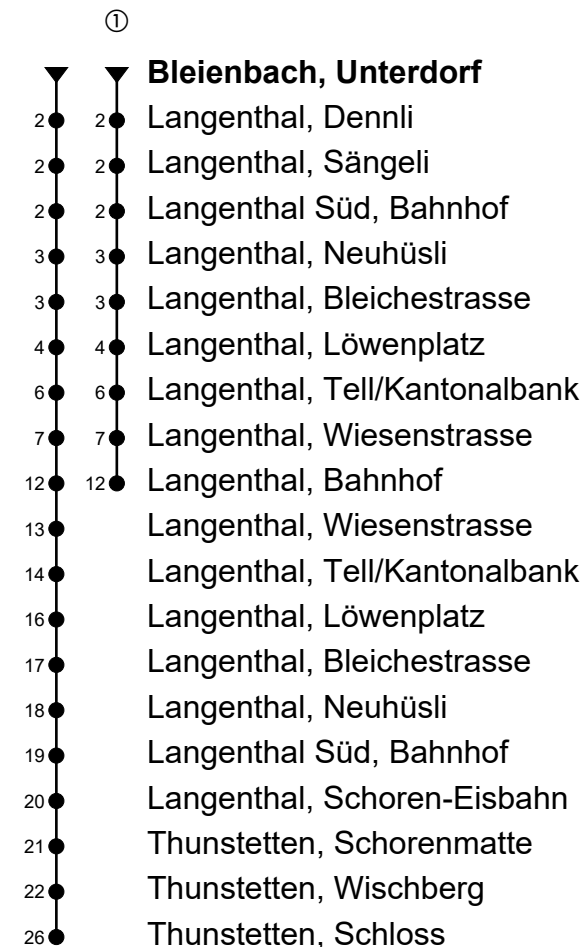 ①
Bleienbach, Unterdorf
2 2 Langenthal, Dennli
2 2 Langenthal, Sängeli
2 2 Langenthal Süd, Bahnhof
3 3 Langenthal, Neuhüsli
3 3 Langenthal, Bleichestrasse
4 4 Langenthal, Löwenplatz
6 6 Langenthal, Tell/Kantonalbank
7 7 Langenthal, Wiesenstrasse
12 12 Langenthal, Bahnhof
13 Langenthal, Wiesenstrasse
14 Langenthal, Tell/Kantonalbank
16 Langenthal, Löwenplatz
17 Langenthal, Bleichestrasse
18 Langenthal, Neuhüsli
19 Langenthal Süd, Bahnhof
20 Langenthal, Schoren-Eisbahn
21 Thunstetten, Schorenmatte
22 Thunstetten, Wischberg
26 Thunstetten, Schloss